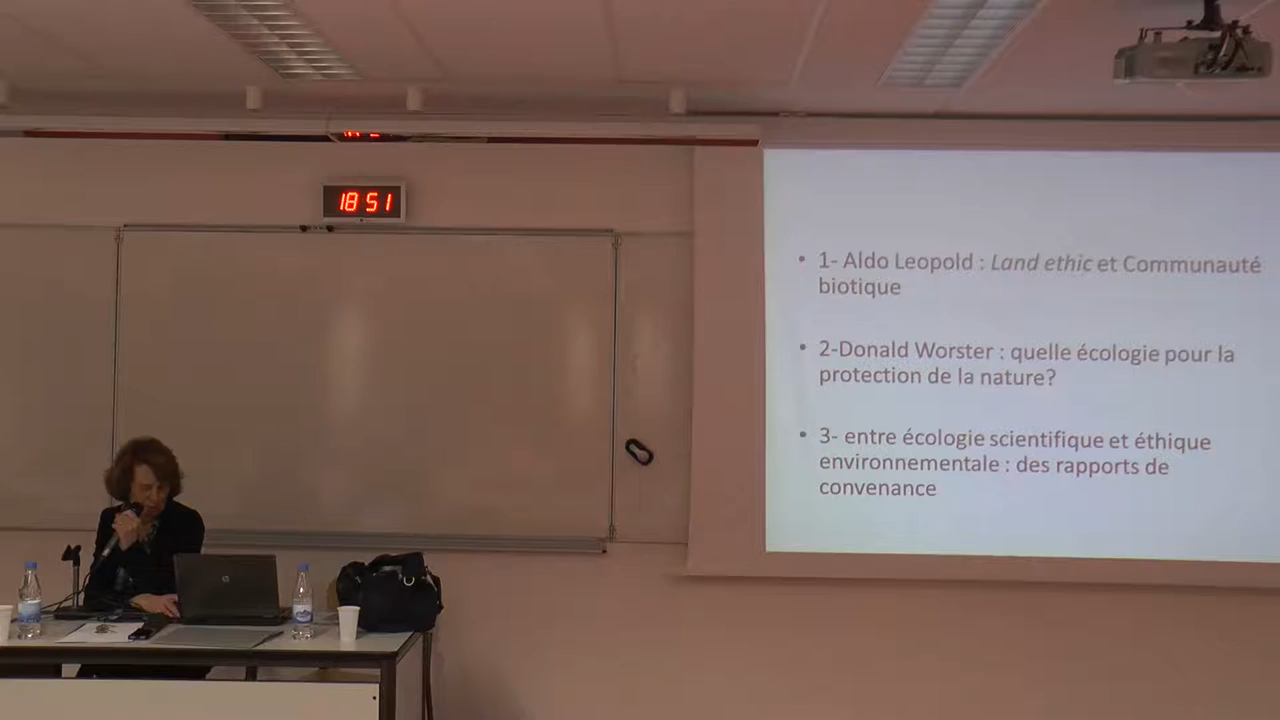 18 51
• 1- Aldo Leopold : Land ethic et Communauté
biotique
• 2-Donald Worster : quelle écologie pour la
protection de la nature?
• 3- entre écologie scientifique et éthique
environnementale : des rapports de
convenance
hp